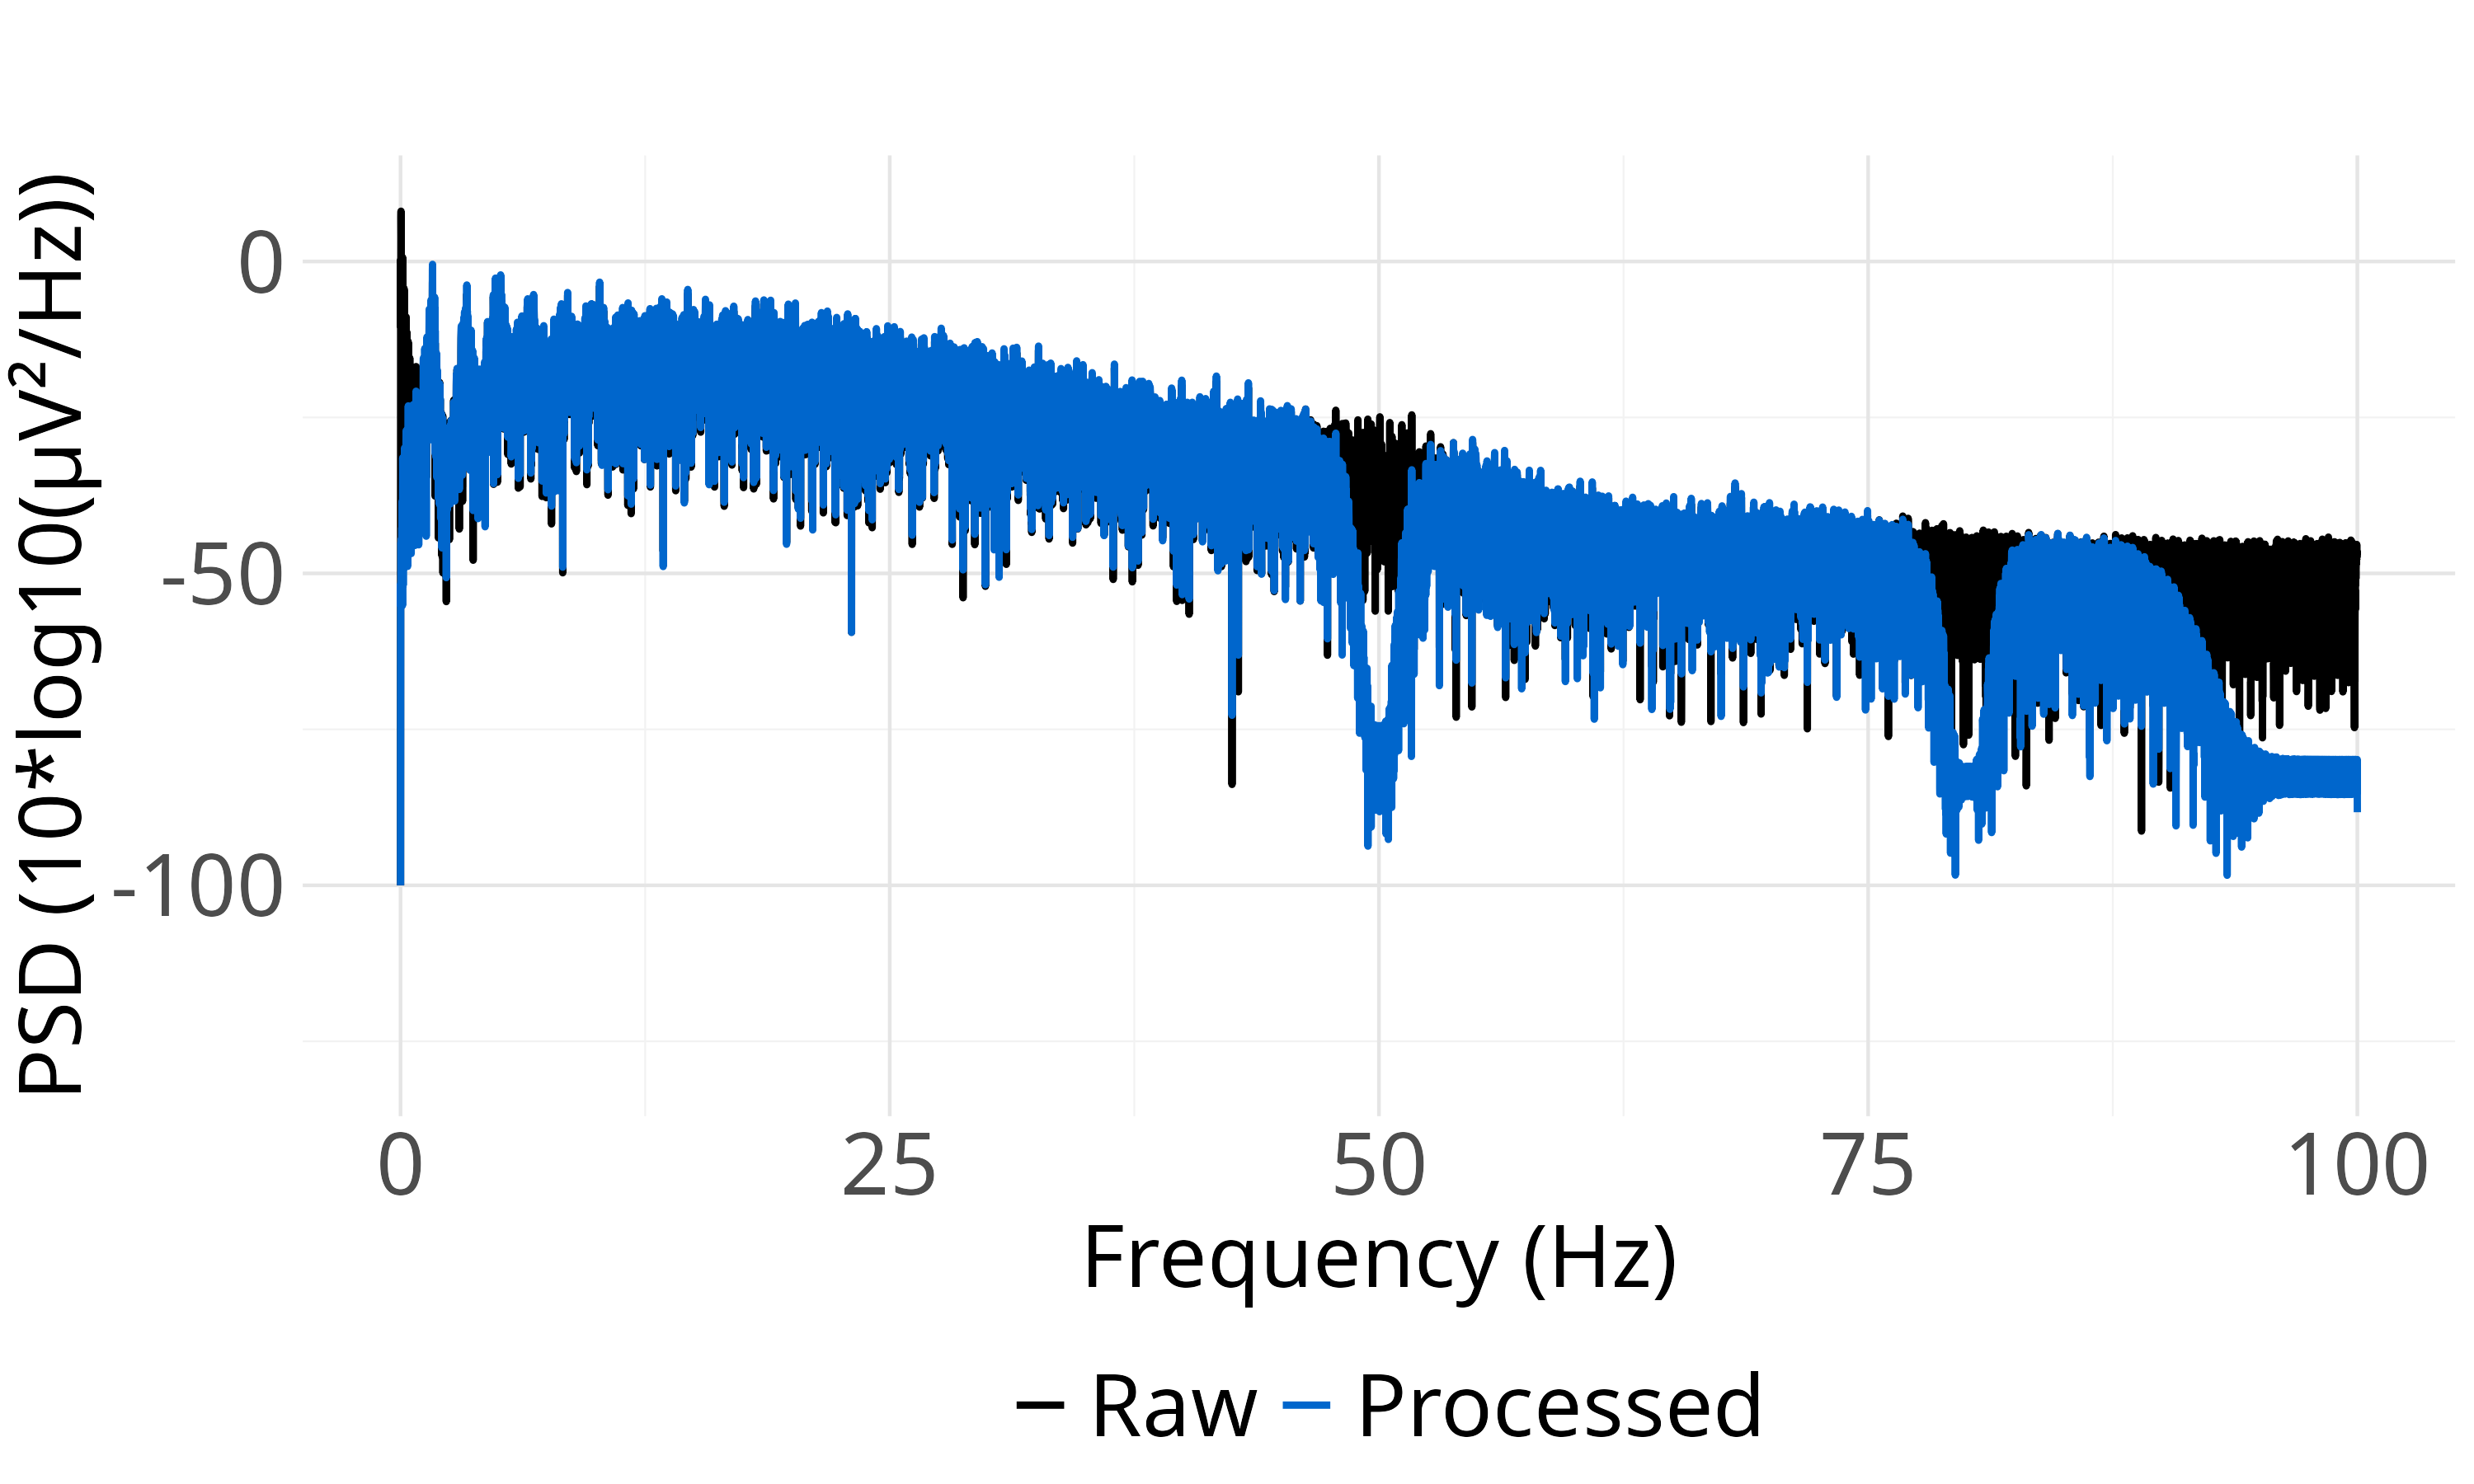 PSD (10*log10(µV²/Hz))
0
-50
-100
0 25 50 75 100
Frequency (Hz)
Raw Processed